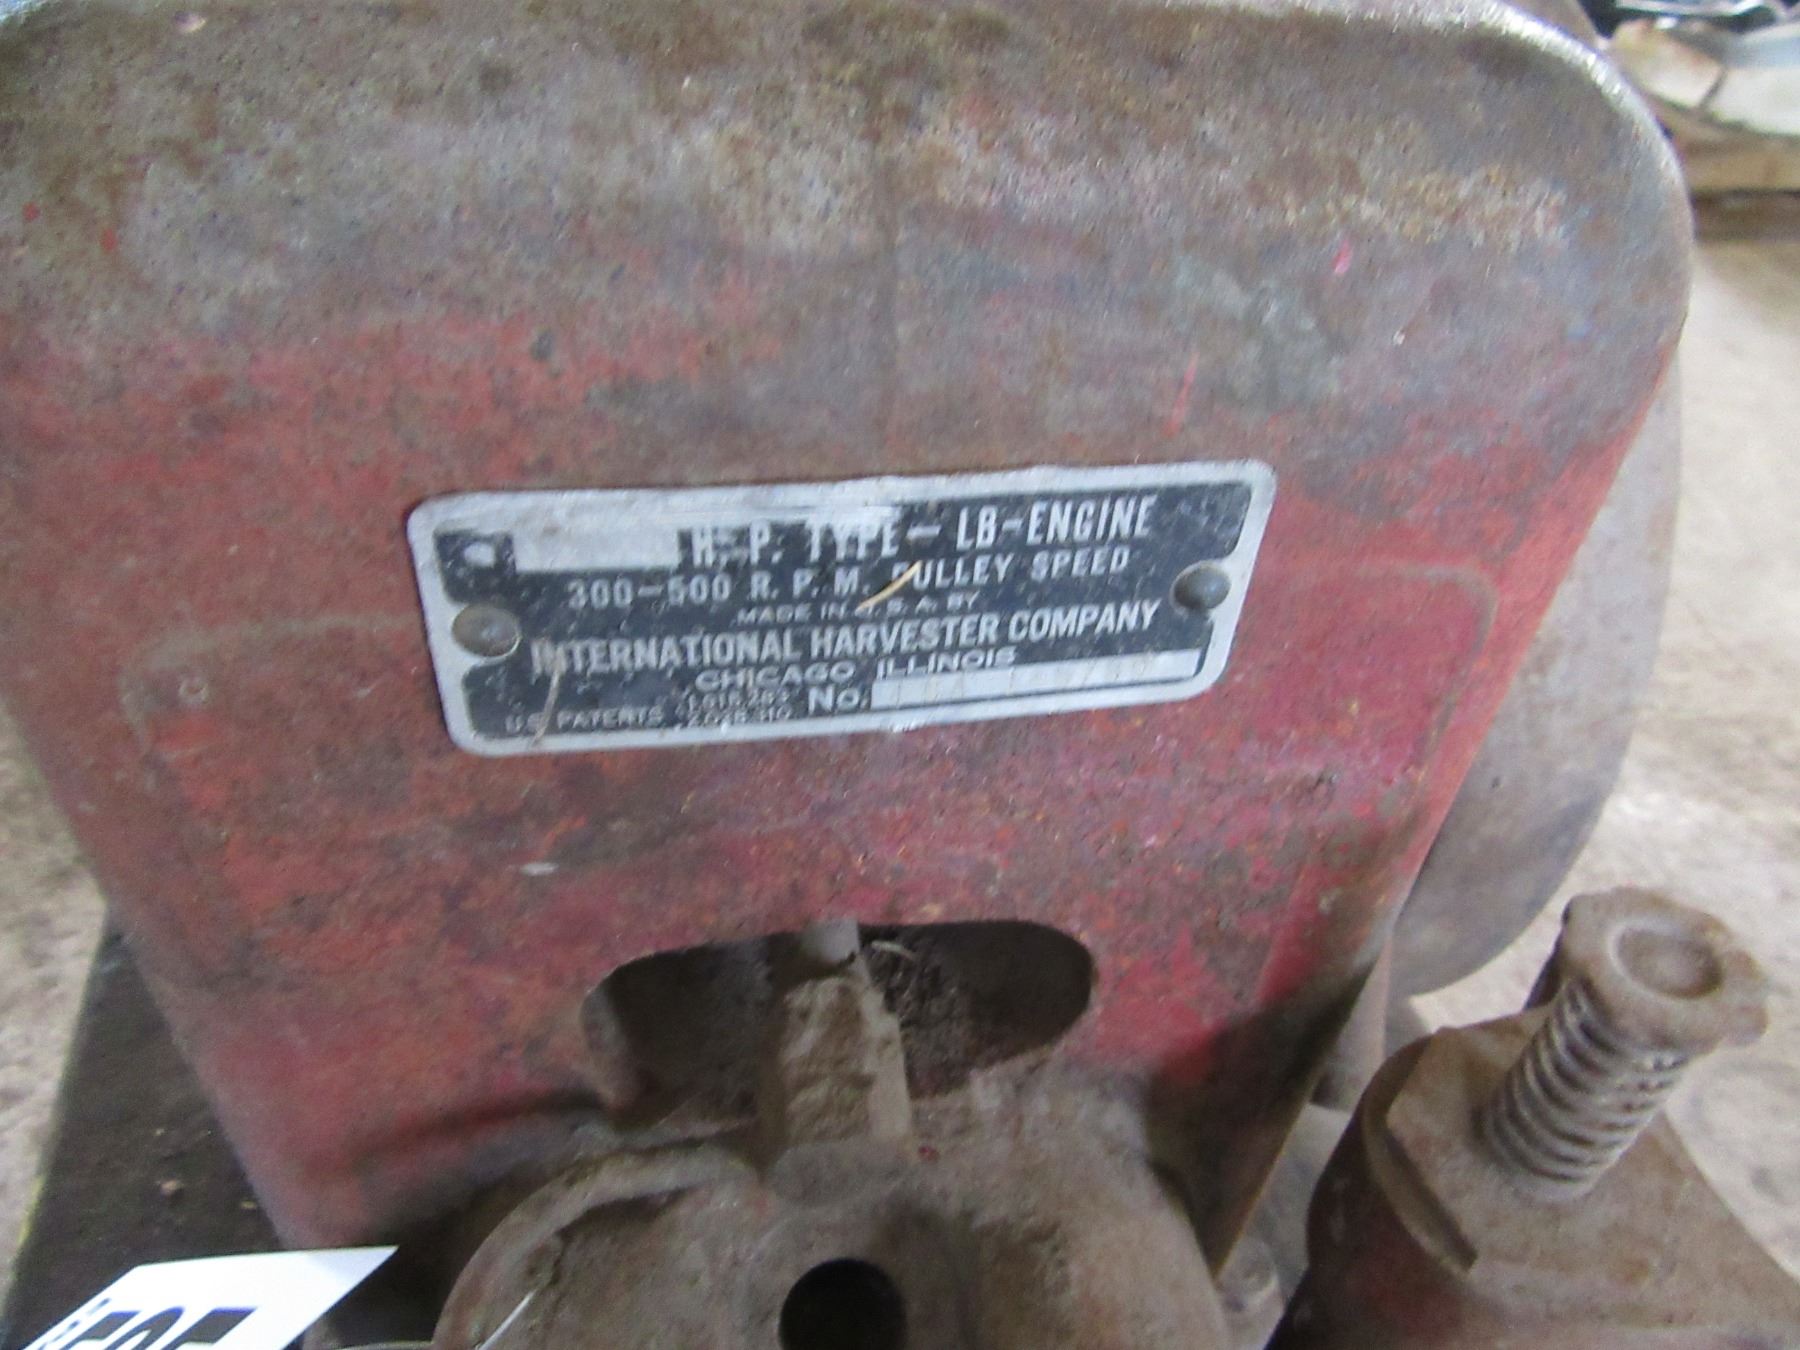 H. P. TYPE - LB - ENGINE
300-500 R. P. M. PULLEY SPEED
MADE IN U. S. A. BY
INTERNATIONAL HARVESTER COMPANY
CHICAGO ILLINOIS
U.S. PATENTS NO.